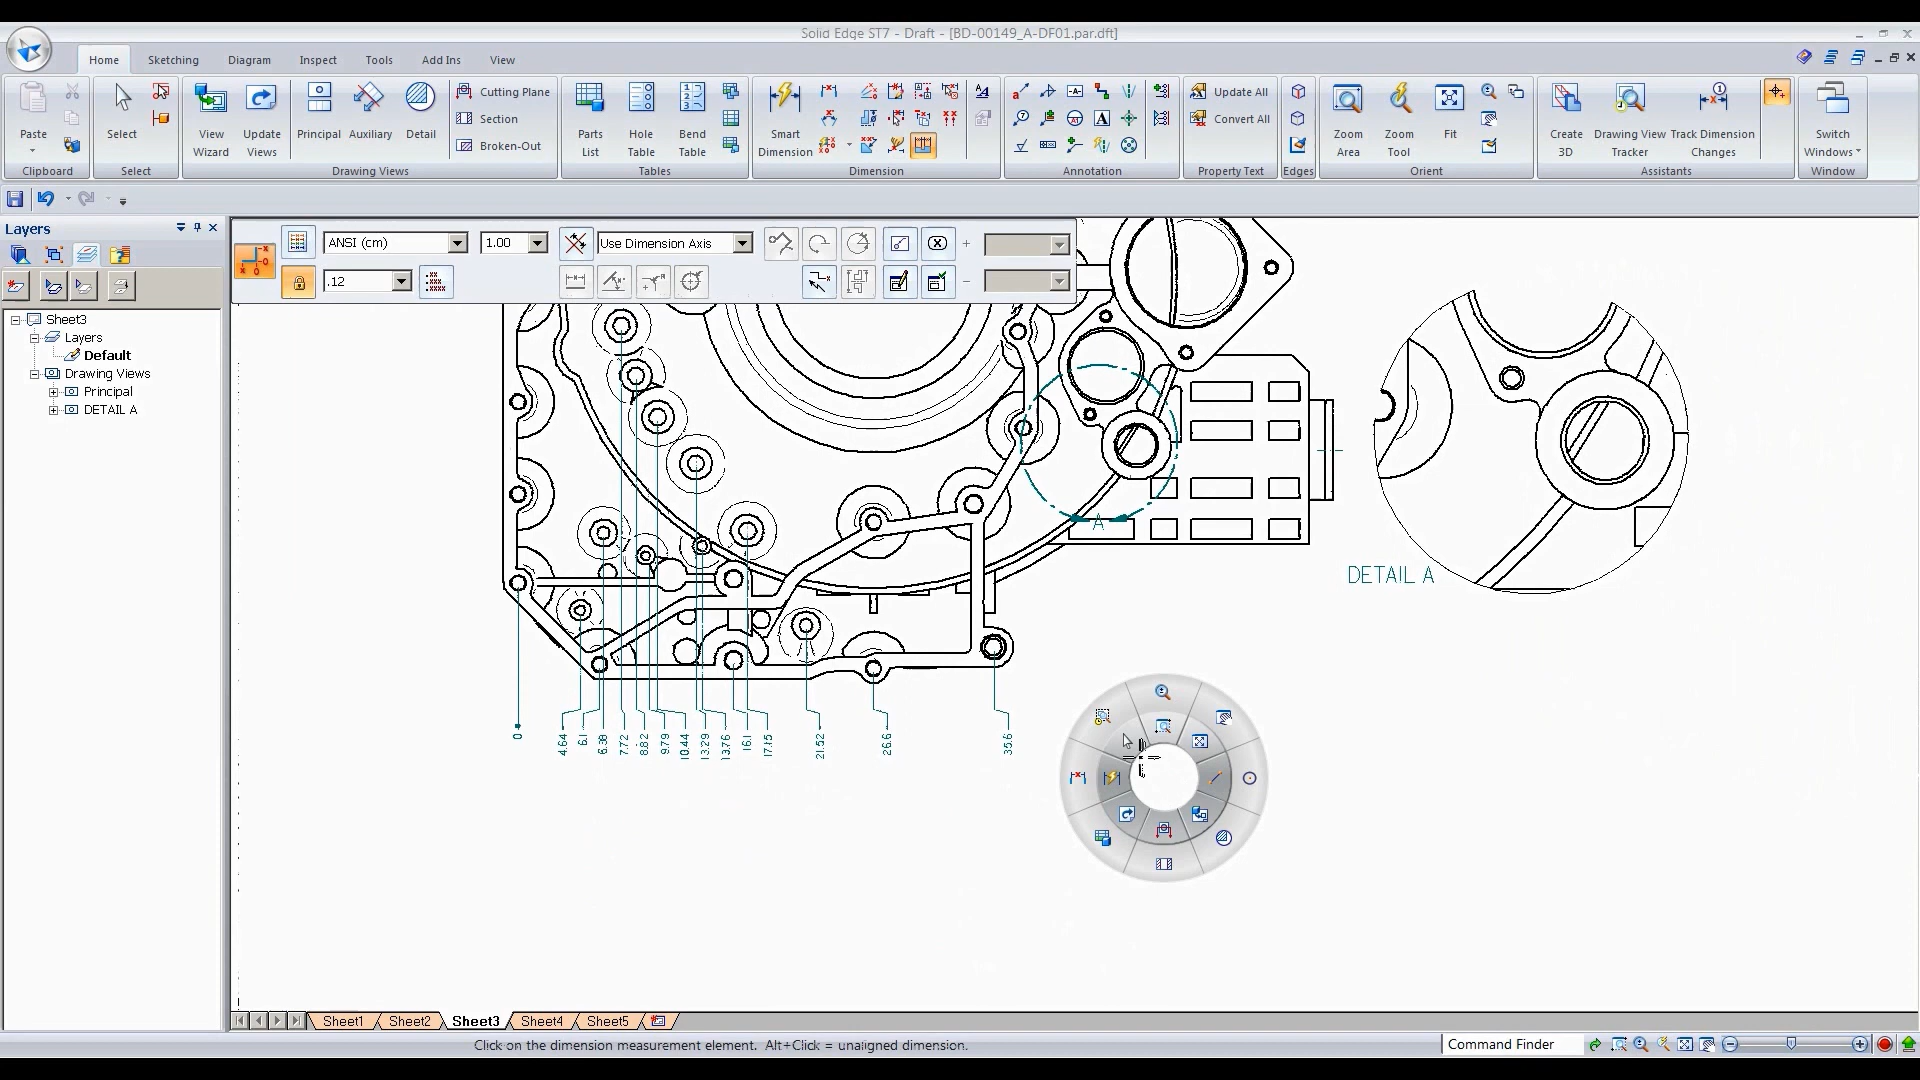 Solid Edge ST7 - Draft - [BD-00149_A-DF01.par.dft]
Home Sketching Diagram Inspect Tools Add Ins View
Paste
Clipboard
Select
Select
View Wizard
Update Views
Principal
Auxiliary
Detail
Cutting Plane
Section
Broken-Out
Drawing Views
Parts List
Hole Table
Bend Table
Tables
Smart Dimension
Dimension
A
Annotation
Update All
Convert All
Property Text
Edges
Zoom Area
Zoom Tool
Fit
Orient
Create 3D
Drawing View Tracker
Track Dimension Changes
Assistants
Switch Windows
Window
Layers
ANSI (cm) 1.00 Use Dimension Axis
.12
Sheet3
Layers
Default
Drawing Views
Principal
DETAIL A
A
DETAIL A
0 4.64 6.1 6.38 7.72 8.82 9.79 10.44 13.29 13.76 16.1 17.15 21.52 26.6 35.6
Sheet1 Sheet2 Sheet3 Sheet4 Sheet5
Click on the dimension measurement element. Alt+Click = unaligned dimension.
Command Finder